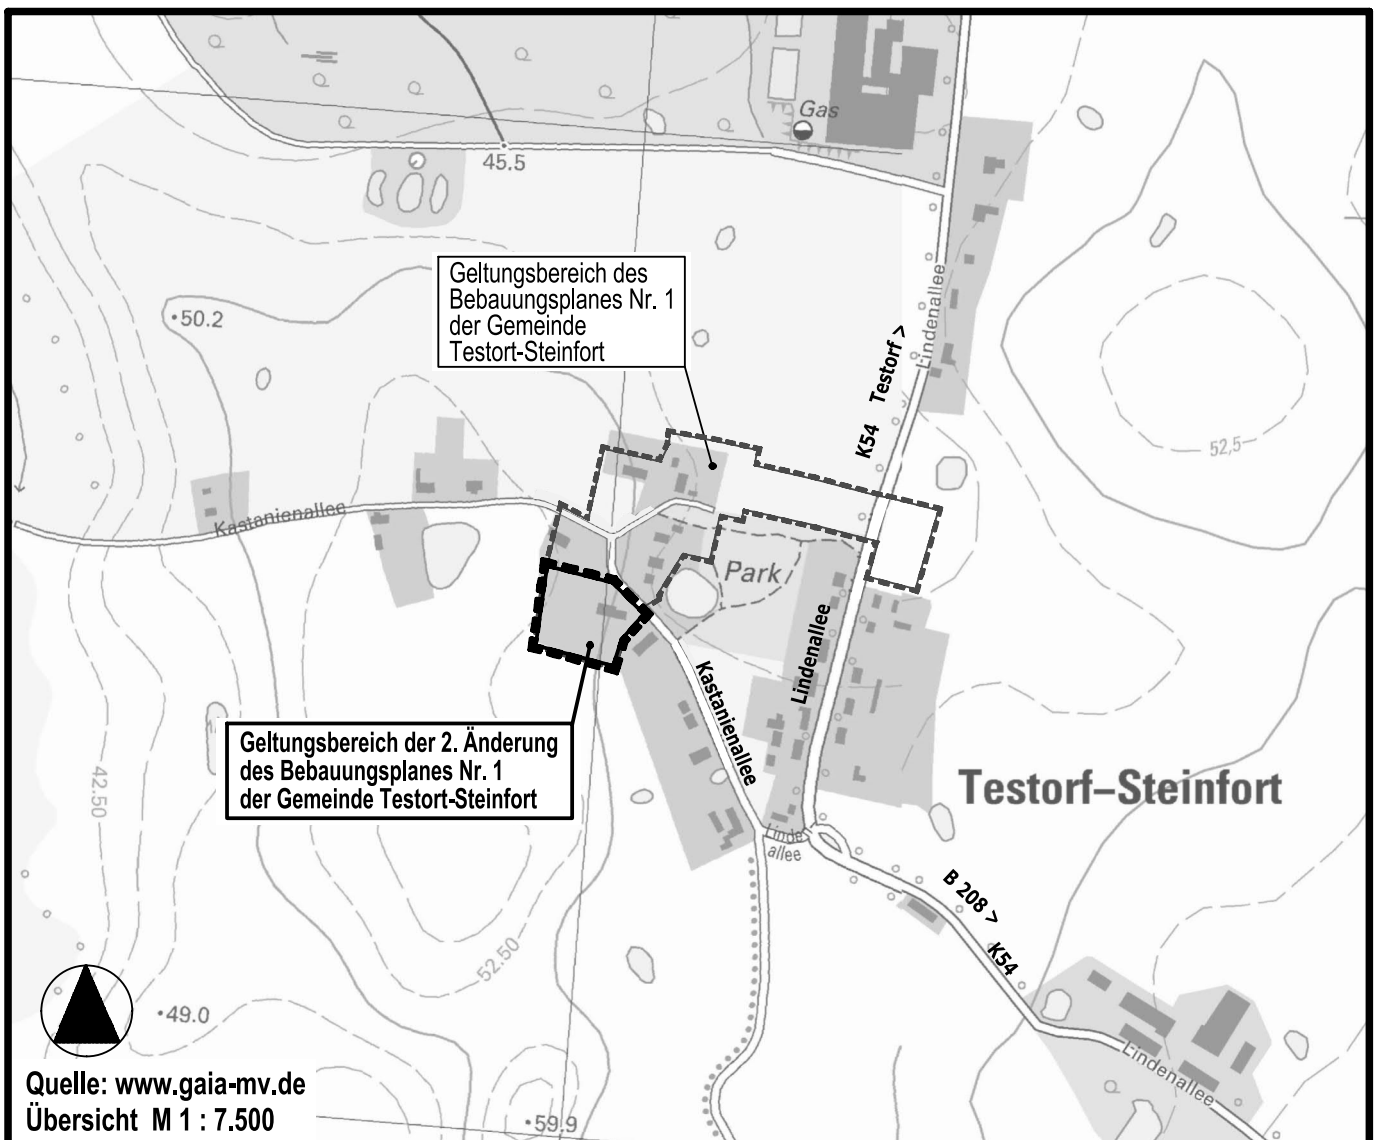 Gas
45.5
Geltungsbereich des
Bebauungsplanes Nr. 1
der Gemeinde
Testort-Steinfort
50.2
Lindenallee
K54 Testorf >
52,5
Kastanienallee
Park
Lindenallee
Kastanienallee
Geltungsbereich der 2. Änderung
des Bebauungsplanes Nr. 1
der Gemeinde Testort-Steinfort
42.50
Testorf–Steinfort
Linde
allee
B 208 >
K54
52.50
49.0
Lindenallee
Quelle: www.gaia-mv.de
Übersicht M 1 : 7.500
59.9